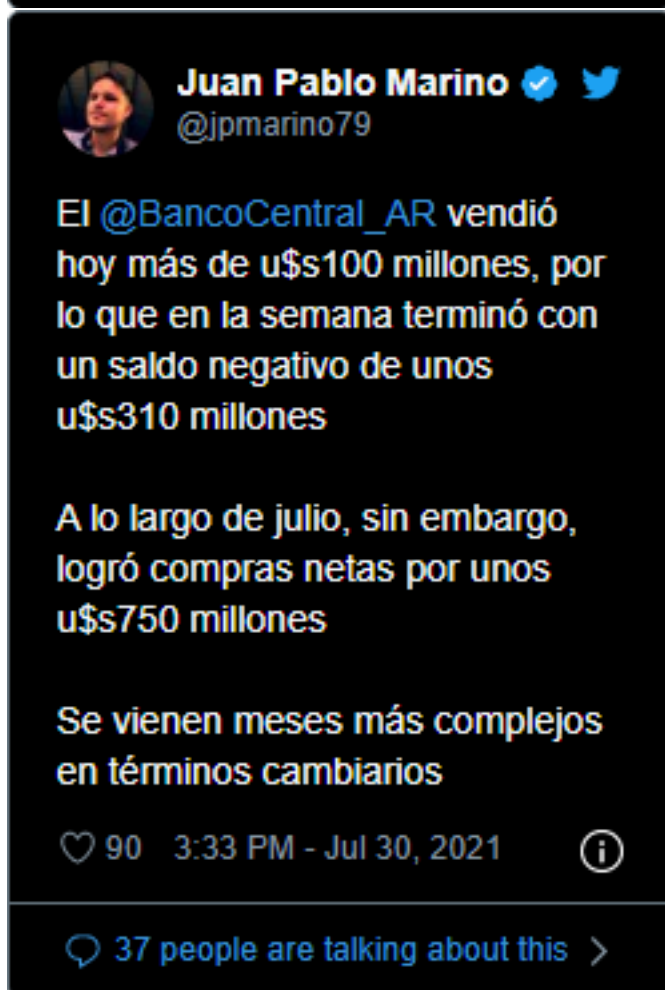 Juan Pablo Marino
@jpmarino79
El @BancoCentral_AR vendió
hoy más de u$s100 millones, por
lo que en la semana terminó con
un saldo negativo de unos
u$s310 millones
A lo largo de julio, sin embargo,
logró compras netas por unos
u$s750 millones
Se vienen meses más complejos
en términos cambiarios
90 3:33 PM - Jul 30, 2021
37 people are talking about this